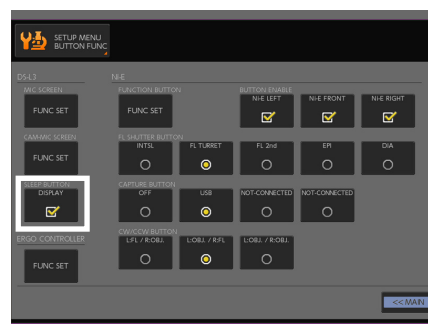 SETUP MENU
BUTTON FUNC
DS-L3
MIC SCREEN
FUNC SET
CAM-MIC SCREEN
FUNC SET
SLEEP BUTTON
DISPLAY
ERGO CONTROLLER
FUNC SET
Ni-E
FUNCTION BUTTON
FUNC SET
BUTTON ENABLE
Ni-E LEFT
Ni-E FRONT
Ni-E RIGHT
FL SHUTTER BUTTON
INTSL
FL TURRET
FL 2nd
EPi
DIA
CAPTURE BUTTON
OFF
USB
NOT-CONNECTED
NOT-CONNECTED
CW/CCW BUTTON
L:FL / R:OBJ.
L:OBJ. / R:FL
L:OBJ. / R:OBJ.
<< MAIN